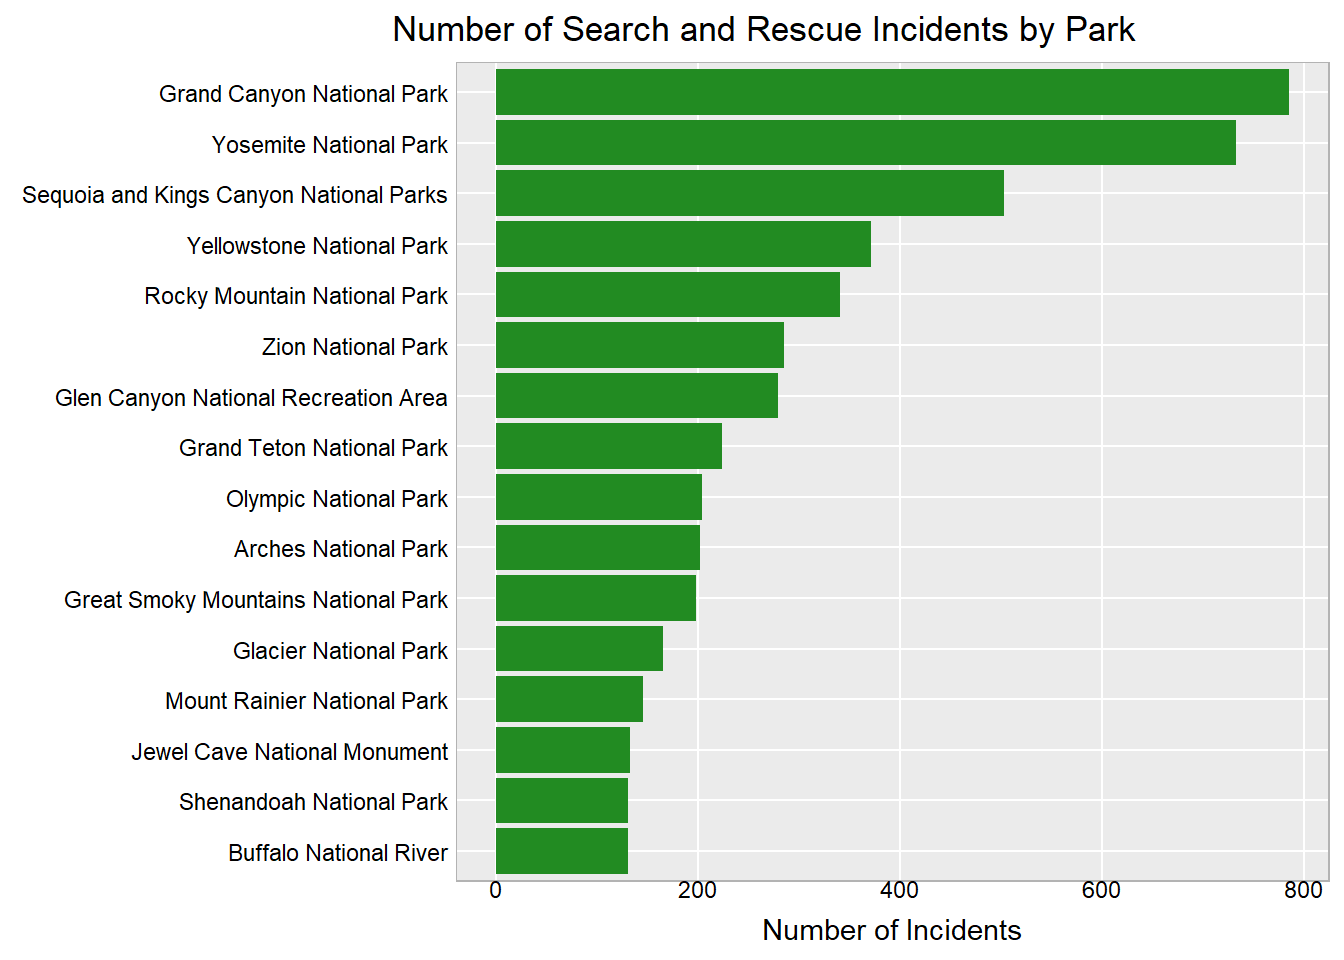 Number of Search and Rescue Incidents by Park
Grand Canyon National Park
Yosemite National Park
Sequoia and Kings Canyon National Parks
Yellowstone National Park
Rocky Mountain National Park
Zion National Park
Glen Canyon National Recreation Area
Grand Teton National Park
Olympic National Park
Arches National Park
Great Smoky Mountains National Park
Glacier National Park
Mount Rainier National Park
Jewel Cave National Monument
Shenandoah National Park
Buffalo National River
0 200 400 600 800
Number of Incidents